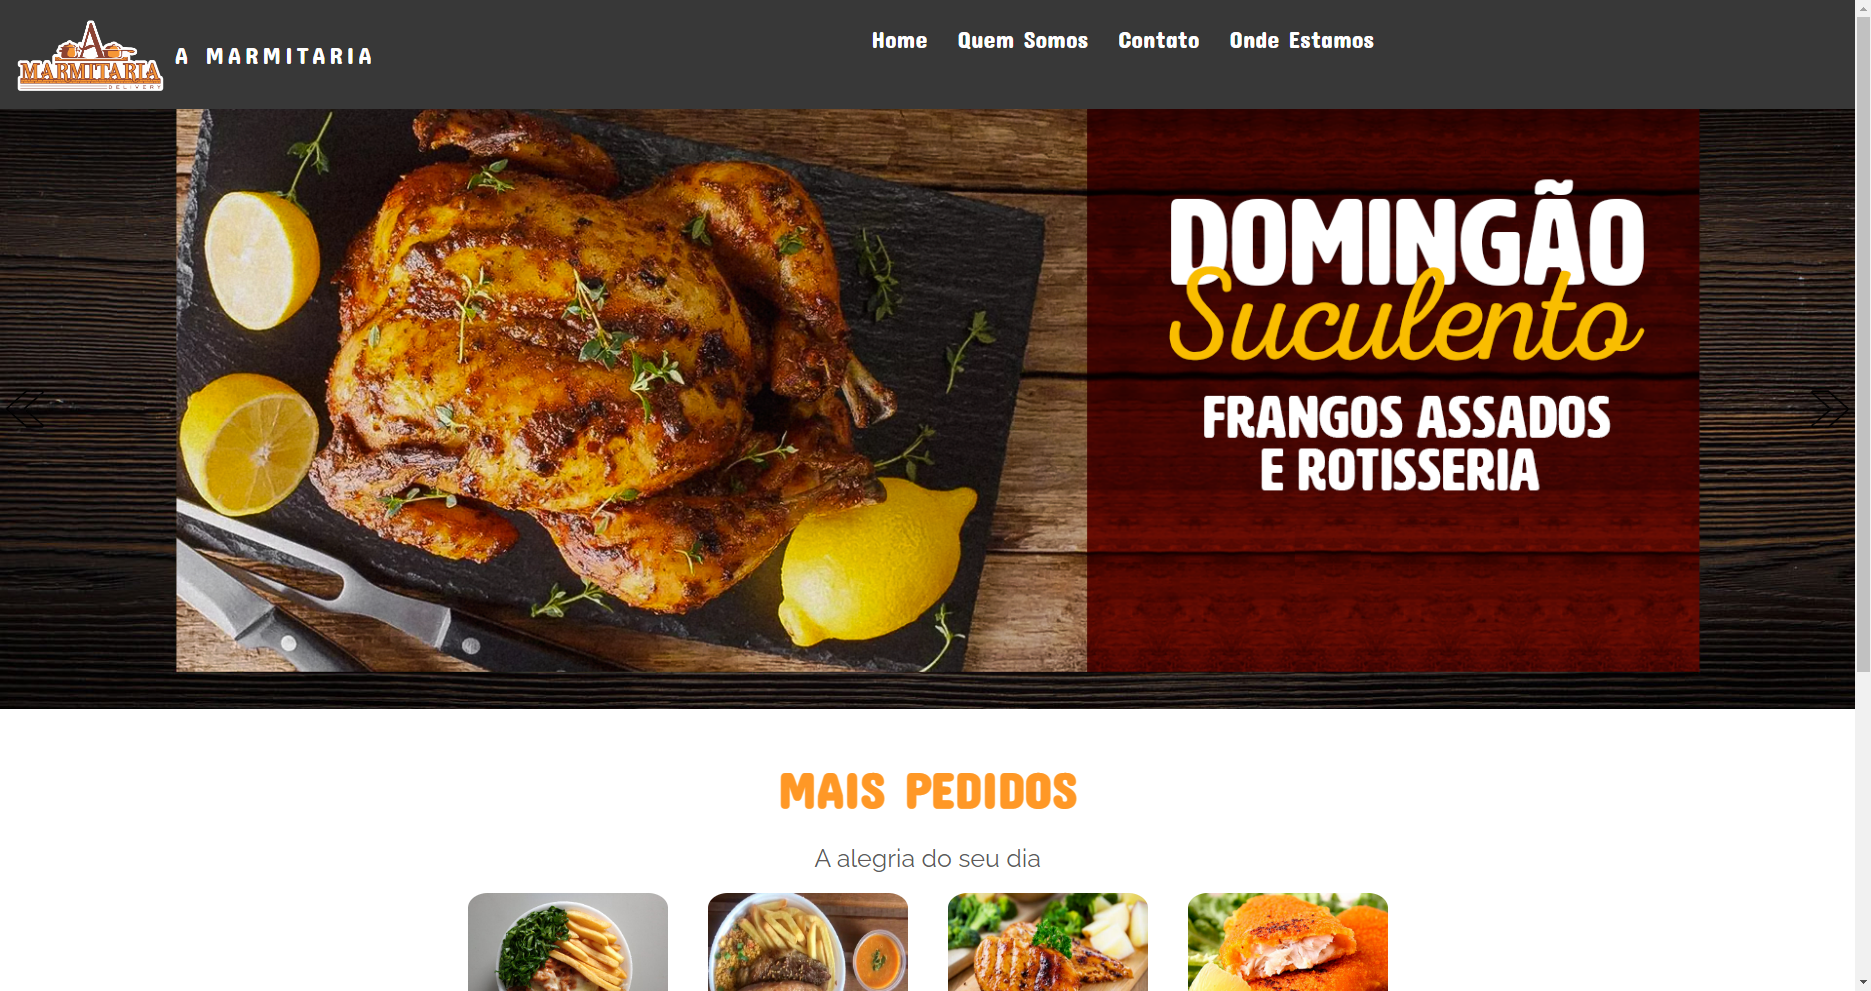 A
MARMITARIA
DELIVERY
A MARMITARIA
Home Quem Somos Contato Onde Estamos
DOMINGÃO
Suculento
FRANGOS ASSADOS
E ROTISSERIA
MAIS PEDIDOS
A alegria do seu dia